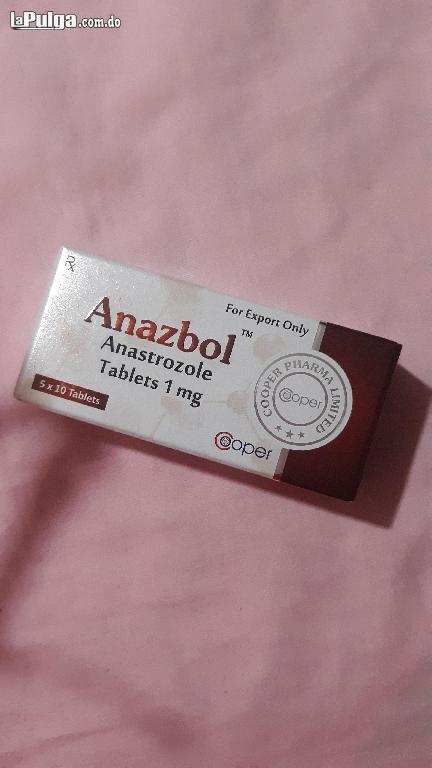 laPulga.com.do
Rx
Anazbol™
Anastrozole
Tablets 1 mg
5 x 10 Tablets
For Export Only
COOPER PHARMA LIMITED
Cooper
Cooper